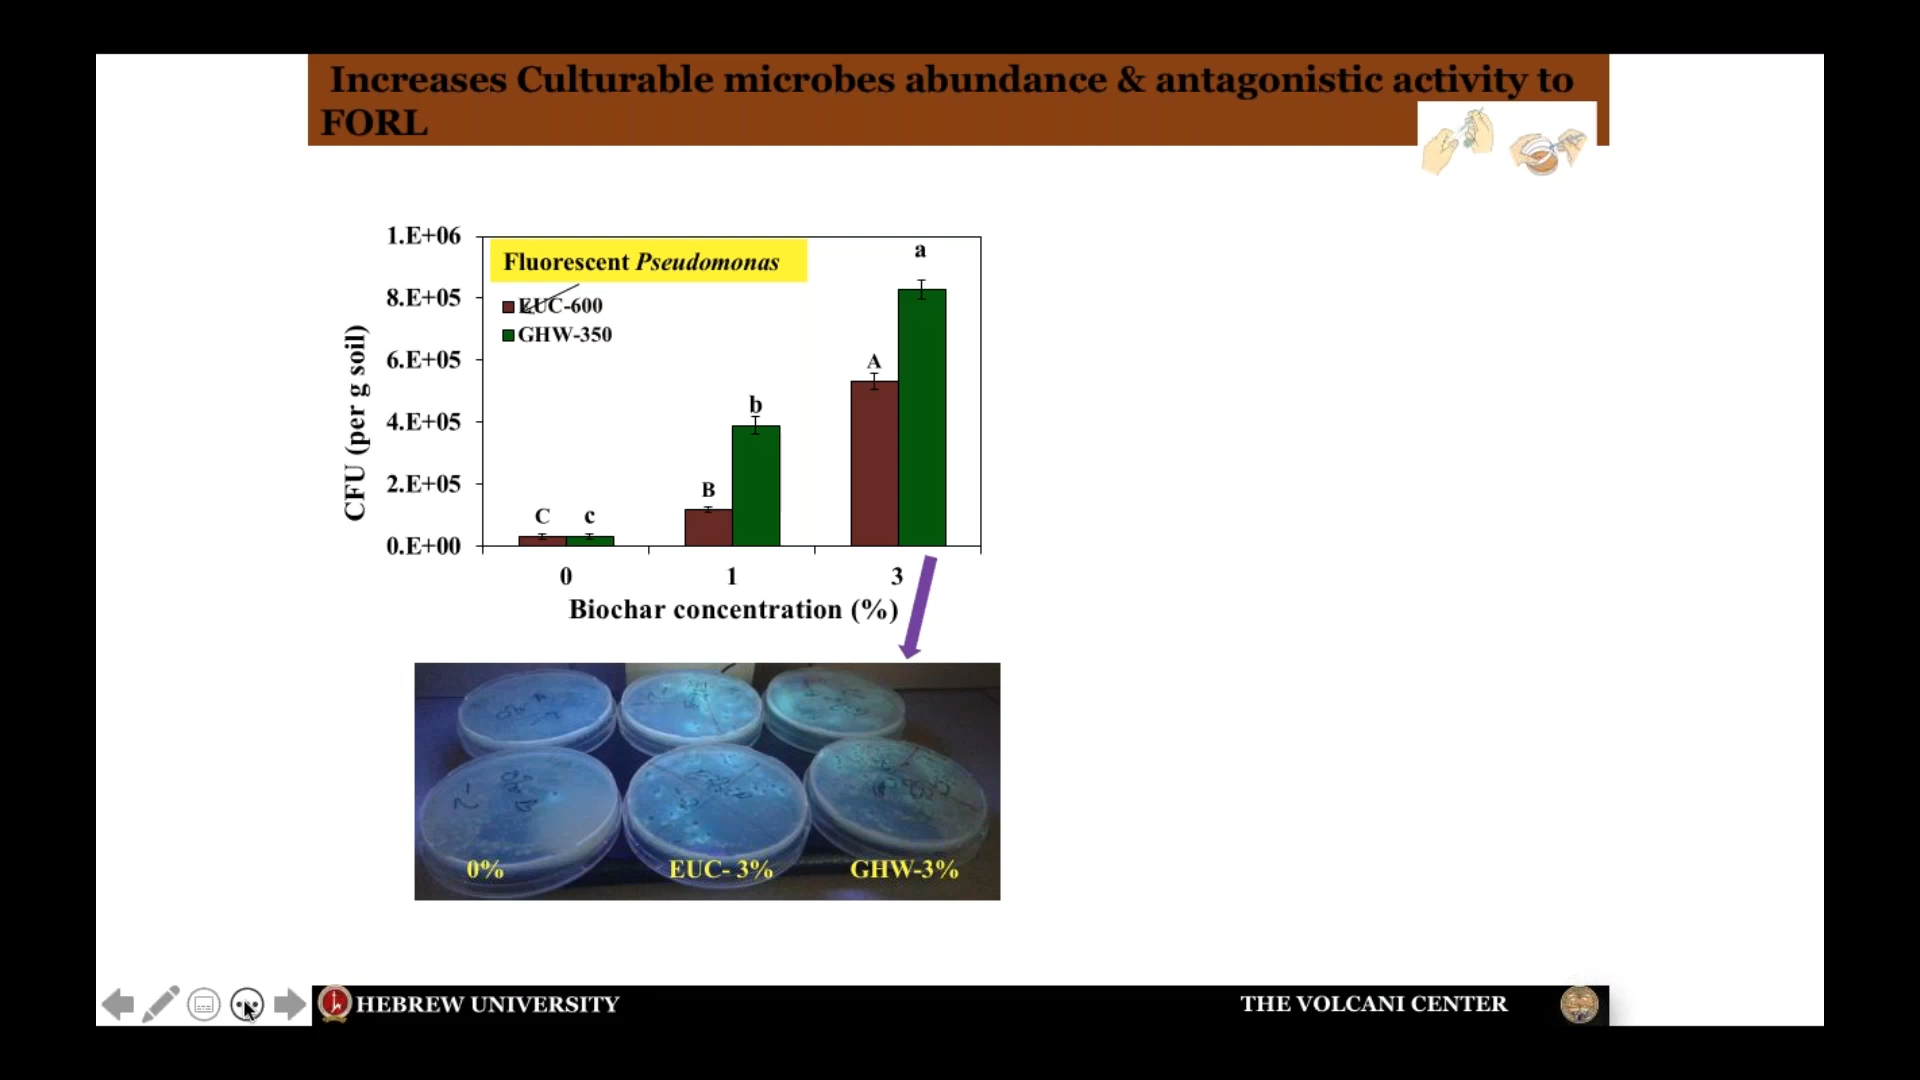 Increases Culturable microbes abundance & antagonistic activity to
FORL
1.E+06
8.E+05
6.E+05
4.E+05
2.E+05
0.E+00
CFU (per g soil)
Fluorescent Pseudomonas
EUC-600
GHW-350
C
c
B
b
A
a
0
1
3
Biochar concentration (%)
0%
EUC- 3%
GHW-3%
HEBREW UNIVERSITY
THE VOLCANI CENTER